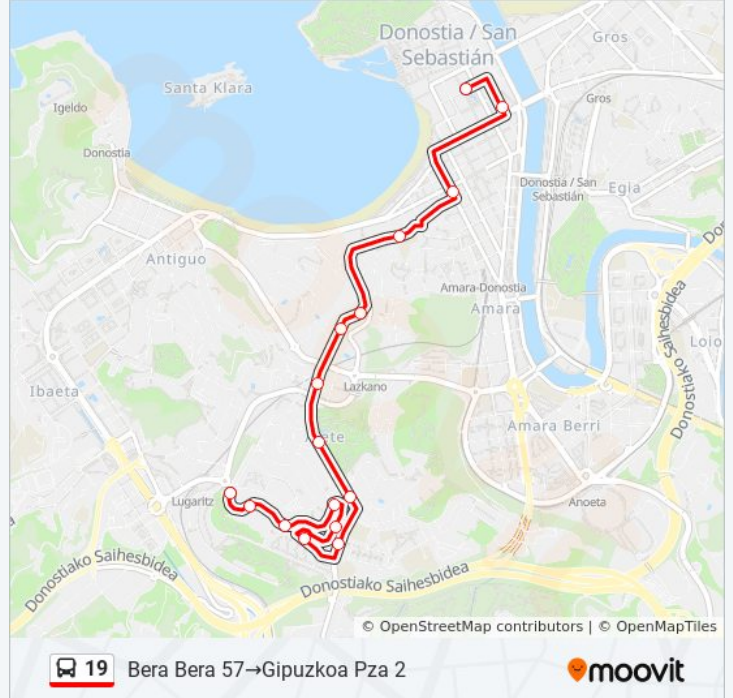 Donostia / San
Sebastián
Gros
Santa Klara
Igeldo
Gros
Donostia
Donostia / San
Sebastián
Egia
Antiguo
Amara-Donostia
Amara
Donostiako Saihesbidea
Loio
Ibaeta
Lazkano
Amara Berri
Lugaritz
Anoeta
Donostiako Saihesbidea
Donostiako Saihesbidea
© OpenStreetMap contributors | © OpenMapTiles
19 Bera Bera 57→Gipuzkoa Pza 2
moovit